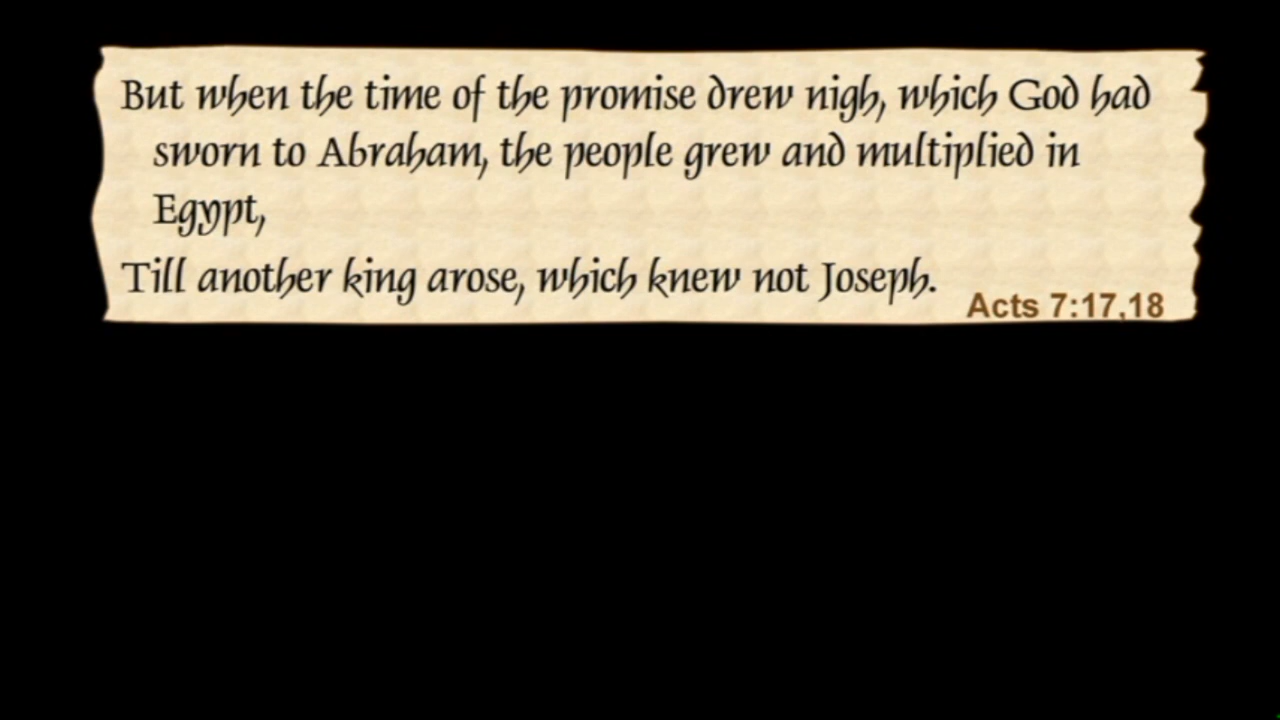 But when the time of the promise drew nigh, which God had
sworn to Abraham, the people grew and multiplied in
Egypt,
Till another king arose, which knew not Joseph.
Acts 7:17,18